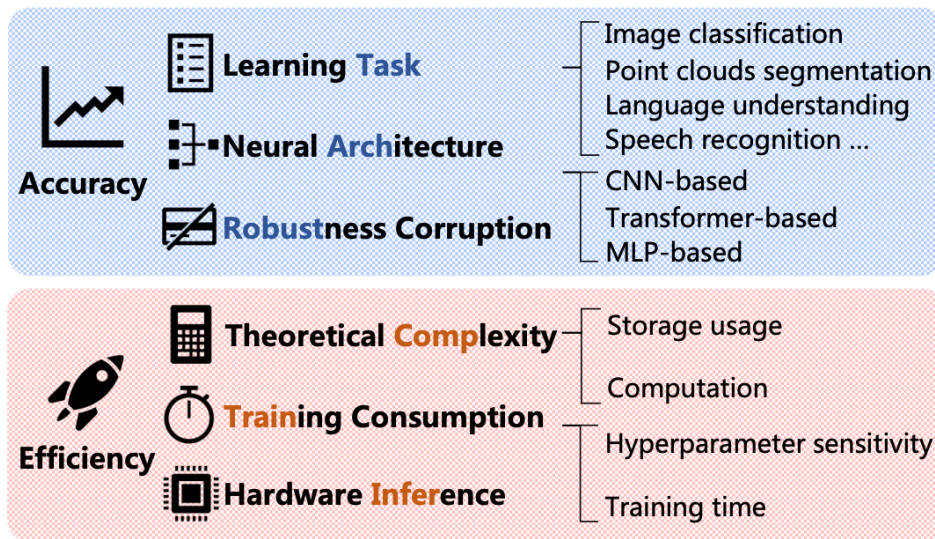 Accuracy
Learning Task
Neural Architecture
Robustness Corruption
Image classification
Point clouds segmentation
Language understanding
Speech recognition ...
CNN-based
Transformer-based
MLP-based
Efficiency
Theoretical Complexity
Training Consumption
Hardware Inference
Storage usage
Computation
Hyperparameter sensitivity
Training time